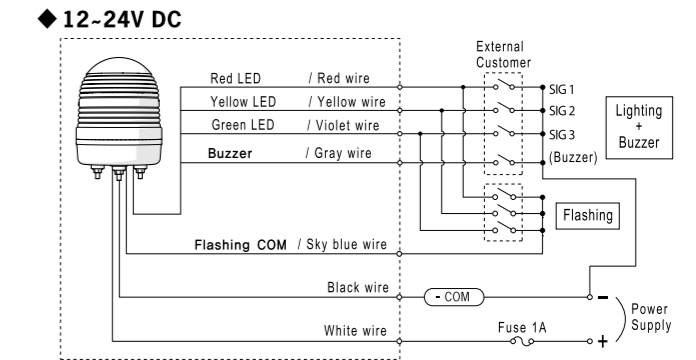 ◆ 12~24V DC
External
Customer
Red LED / Red wire
SIG 1
Yellow LED / Yellow wire
SIG 2
Green LED / Violet wire
SIG 3
Buzzer / Gray wire
(Buzzer)
Lighting
+
Buzzer
Flashing
Flashing COM / Sky blue wire
Black wire
- COM
−
Power
Supply
White wire
Fuse 1A
+